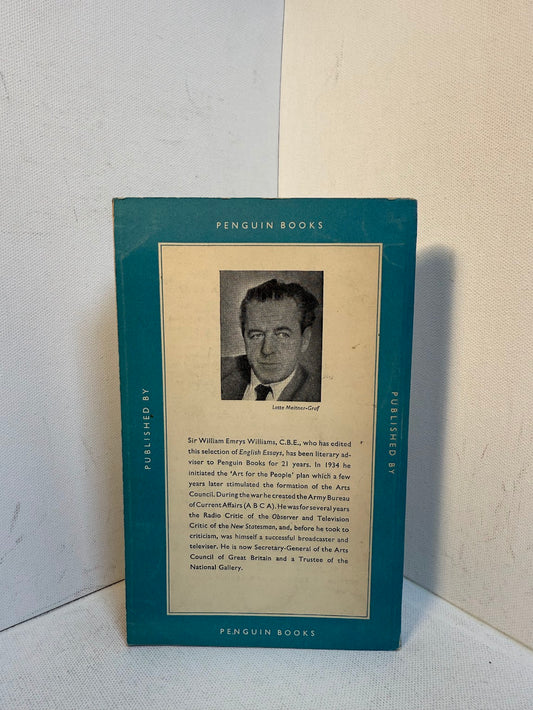 PENGUIN BOOKS
PUBLISHED BY
PUBLISHED BY
Lotte Meitner-Graf
Sir William Emrys Williams, C.B.E., who has edited
this selection of English Essays, has been literary ad-
viser to Penguin Books for 21 years. In 1934 he
initiated the 'Art for the People' plan which a few
years later stimulated the formation of the Arts
Council. During the war he created the Army Bureau
of Current Affairs (A B C A). He was for several years
the Radio Critic of the Observer and Television
Critic of the New Statesman, and, before he took to
criticism, was himself a successful broadcaster and
televiser. He is now Secretary-General of the Arts
Council of Great Britain and a Trustee of the
National Gallery.
PENGUIN BOOKS